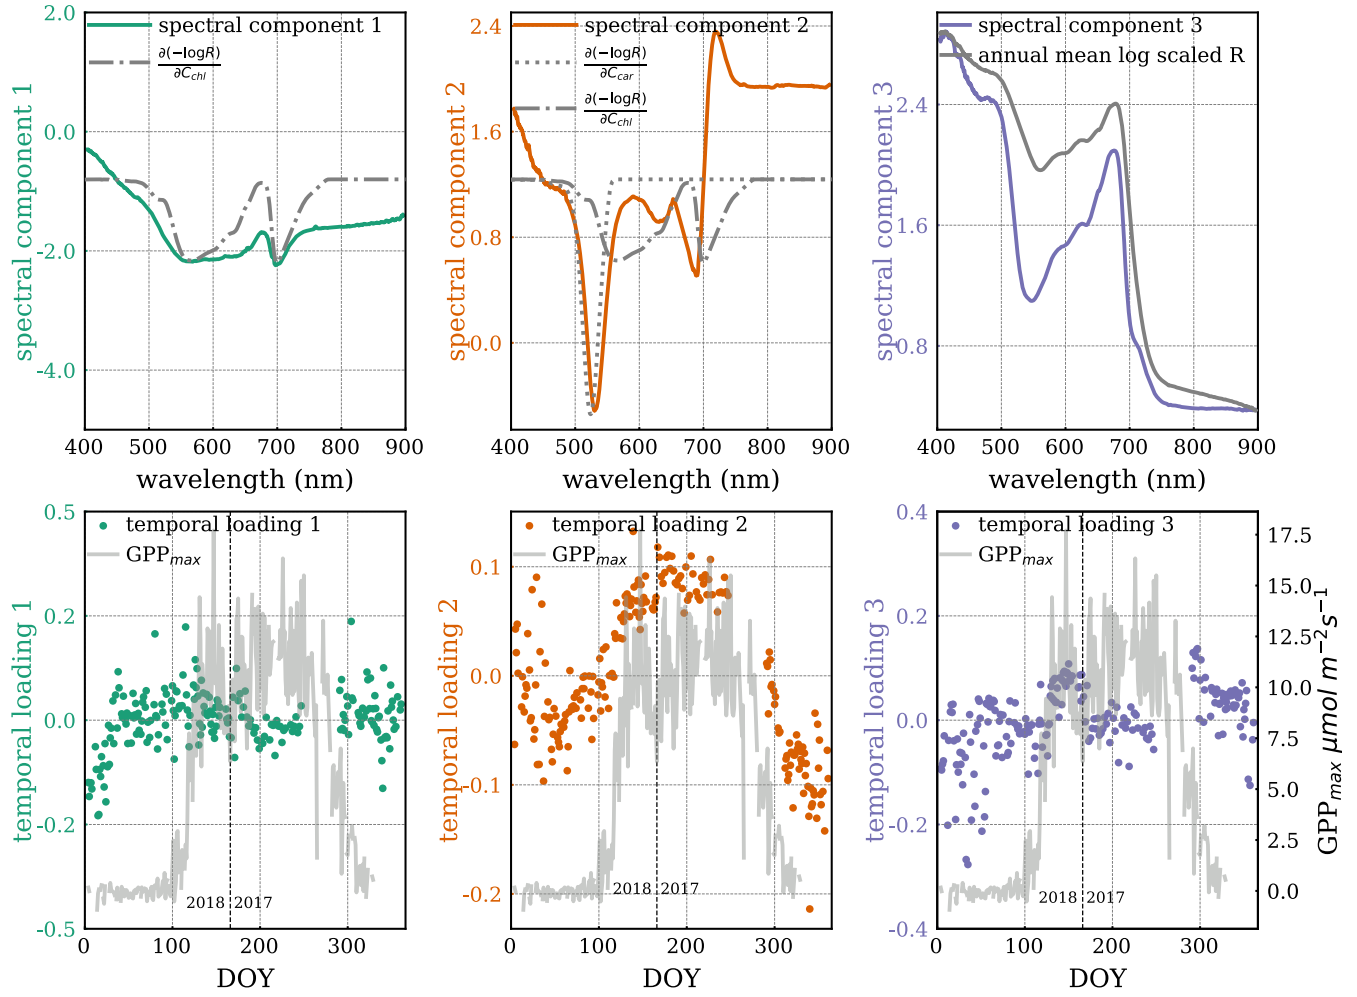 spectral component 1
∂(−logR)
∂C_chl
2.0
0.0
-2.0
-4.0
spectral component 1
400 500 600 700 800 900
wavelength (nm)
spectral component 2
∂(−logR)
∂C_car
∂(−logR)
∂C_chl
2.4
1.6
0.8
-0.0
spectral component 2
400 500 600 700 800 900
wavelength (nm)
spectral component 3
annual mean log scaled R
2.4
1.6
0.8
spectral component 3
400 500 600 700 800 900
wavelength (nm)
temporal loading 1
GPP_max
0.5
0.2
0.0
-0.2
-0.5
temporal loading 1
2018 2017
0 100 200 300
DOY
temporal loading 2
GPP_max
0.1
0.0
-0.1
-0.2
temporal loading 2
2018 2017
0 100 200 300
DOY
temporal loading 3
GPP_max
0.4
0.2
0.0
-0.2
-0.4
temporal loading 3
2018 2017
0 100 200 300
DOY
17.5
15.0
12.5
10.0
7.5
5.0
2.5
0.0
GPP_max μmol m⁻²s⁻¹